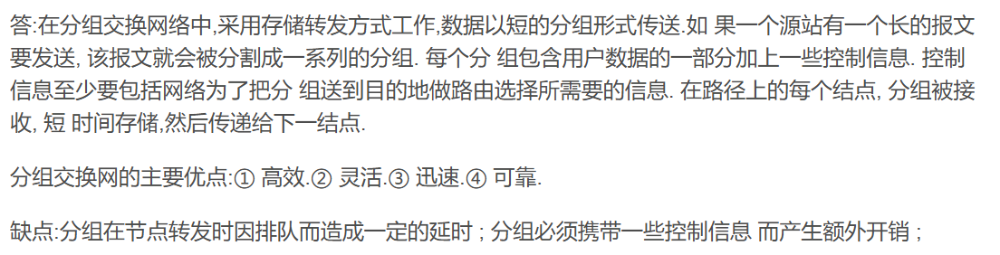 答:在分组交换网络中,采用存储转发方式工作,数据以短的分组形式传送.如 果一个源站有一个长的报文
要发送, 该报文就会被分割成一系列的分组. 每个分 组包含用户数据的一部分加上一些控制信息. 控制
信息至少要包括网络为了把分 组送到目的地做路由选择所需要的信息. 在路径上的每个结点, 分组被接
收, 短 时间存储,然后传递给下一结点.
分组交换网的主要优点:① 高效.② 灵活.③ 迅速.④ 可靠.
缺点:分组在节点转发时因排队而造成一定的延时 ; 分组必须携带一些控制信息 而产生额外开销 ;